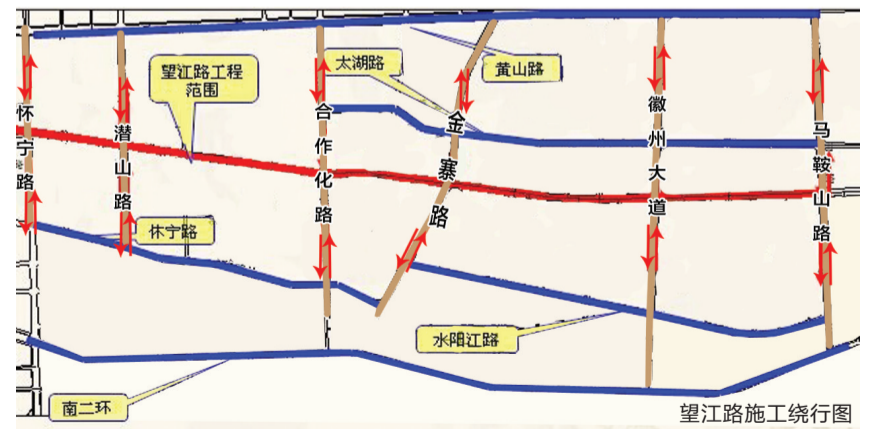 望江路工程
范围
太湖路
黄山路
怀宁路
潜山路
合作化路
金寨路
徽州大道
马鞍山路
休宁路
水阳江路
南二环
望江路施工绕行图